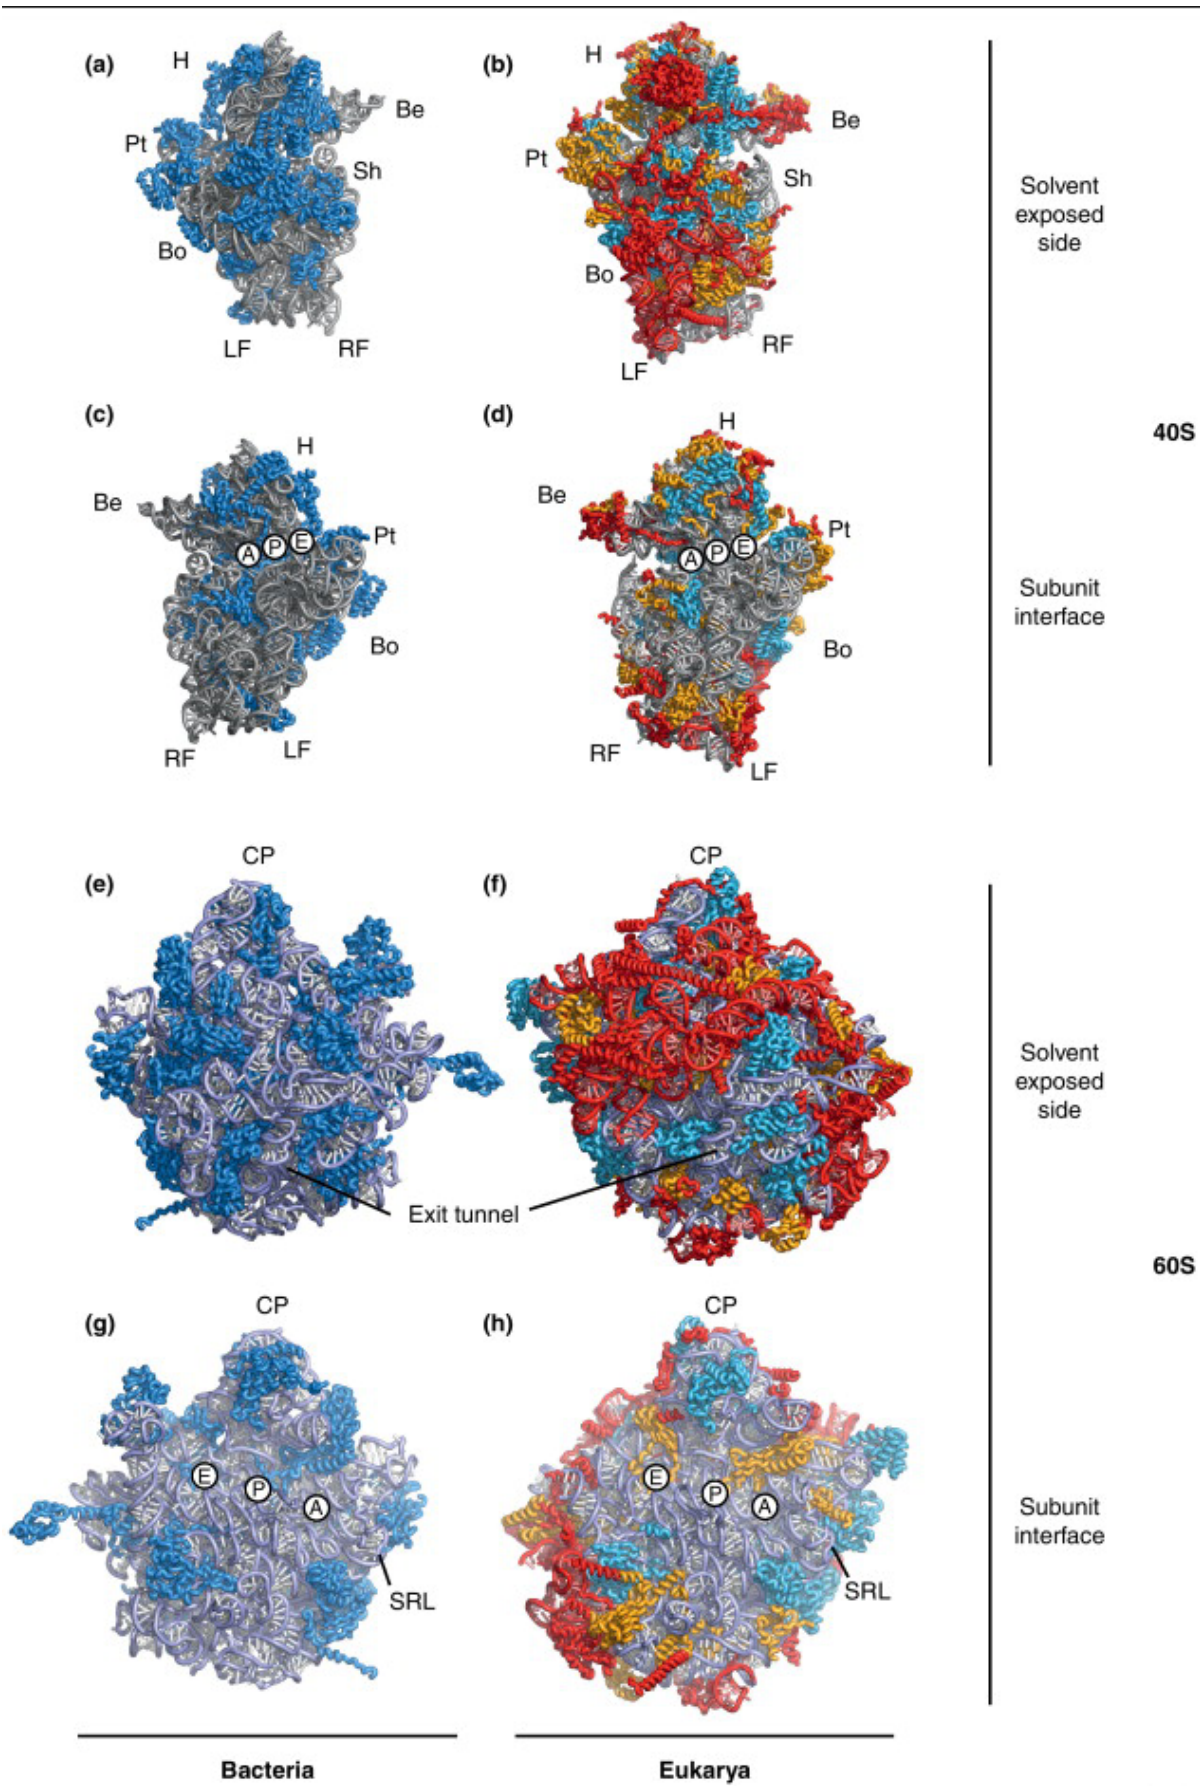 (a)
H
Be
Pt
Sh
Bo
LF
RF
(b)
H
Be
Pt
Sh
Bo
RF
LF
Solvent
exposed
side
(c)
H
Be
A P E
Pt
Bo
RF
LF
(d)
H
Be
A P E
Pt
Bo
RF
LF
40S
Subunit
interface
(e)
CP
(f)
CP
Exit tunnel
Solvent
exposed
side
(g)
CP
E P A
SRL
(h)
CP
E P A
SRL
60S
Subunit
interface
Bacteria
Eukarya